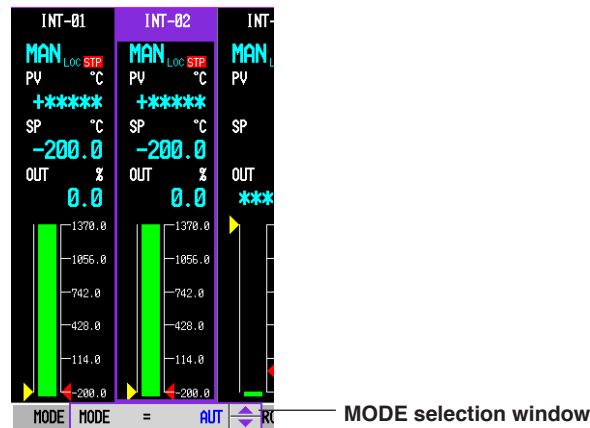 INT-01 INT-02 INT-
MAN LOC STP MAN LOC STP MAN
PV °C PV °C PV
+***** +*****
SP °C SP °C SP
-200.0 -200.0
OUT % OUT % OUT
0.0 0.0 ***
1370.0 1370.0
1056.0 1056.0
742.0 742.0
428.0 428.0
114.0 114.0
-200.0 -200.0
MODE MODE = AUT RO MODE selection window